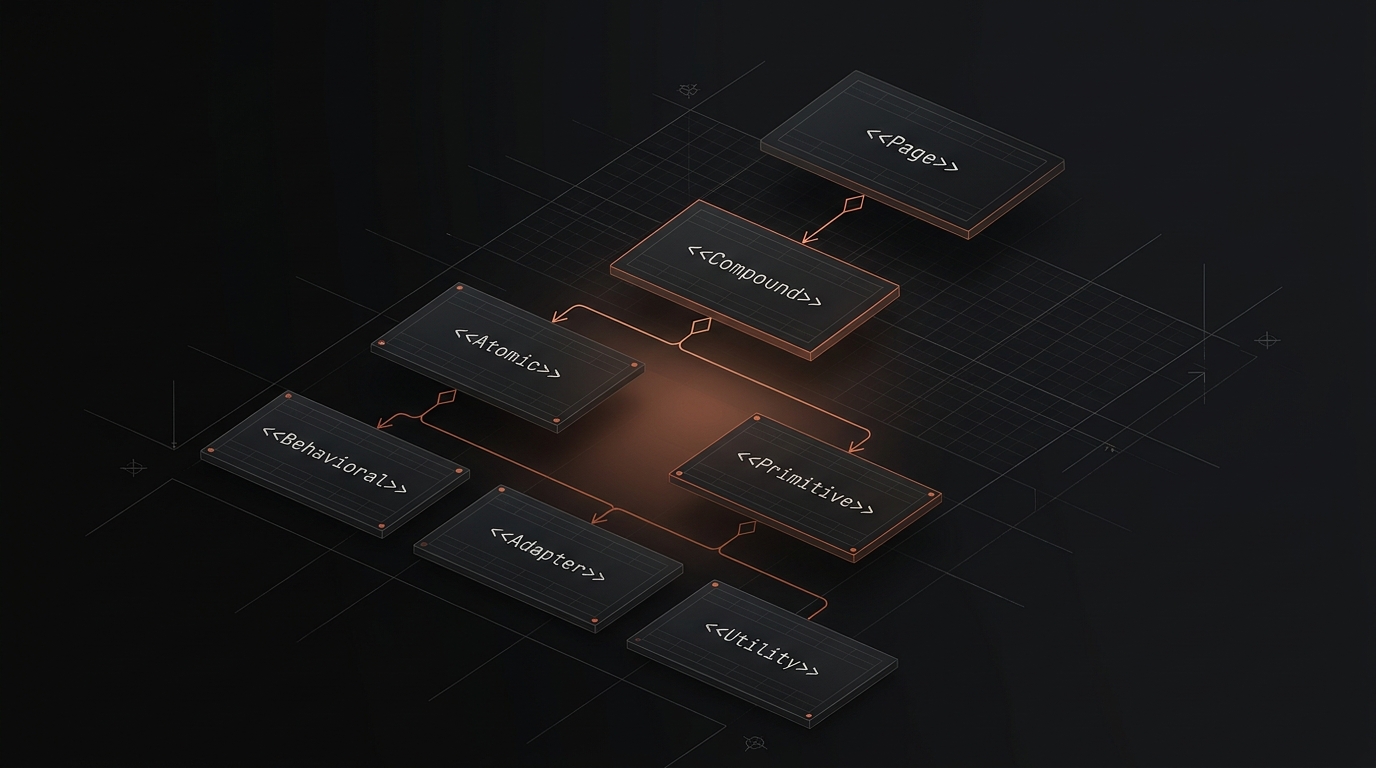 <<Page>>
<<Compound>>
<<Atomic>>
<<Behavioral>>
<<Primitive>>
<<Adapter>>
<<Utility>>